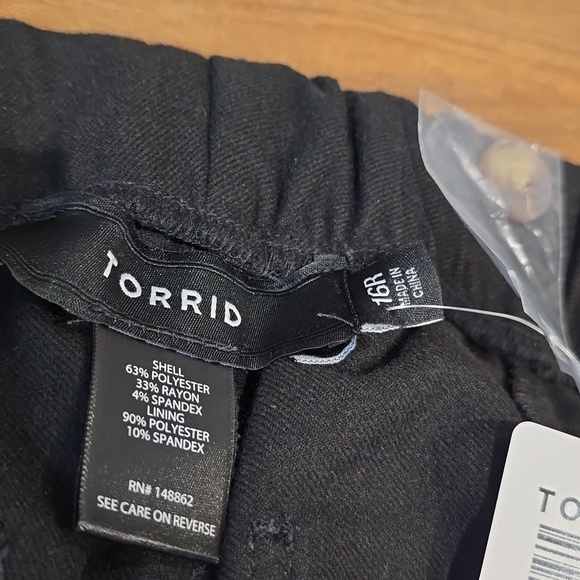 TORRID
16R
MADE IN
CHINA
SHELL
63% POLYESTER
33% RAYON
4% SPANDEX
LINING
90% POLYESTER
10% SPANDEX
RN# 148862
SEE CARE ON REVERSE
TO